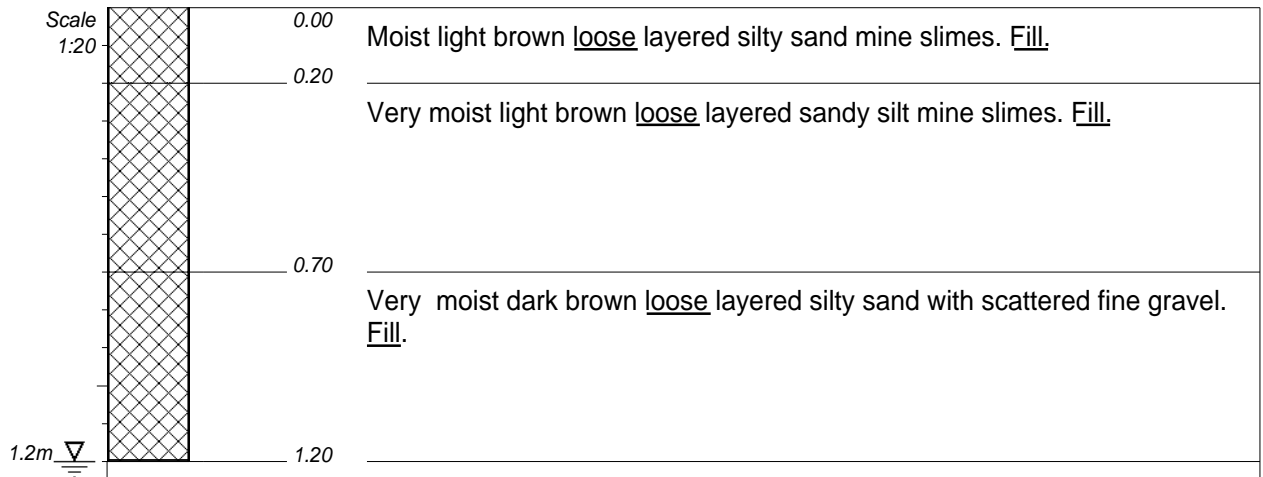 Scale
1:20
0.00
Moist light brown loose layered silty sand mine slimes. Fill.
0.20
Very moist light brown loose layered sandy silt mine slimes. Fill.
0.70
Very moist dark brown loose layered silty sand with scattered fine gravel.
Fill.
1.2m
1.20